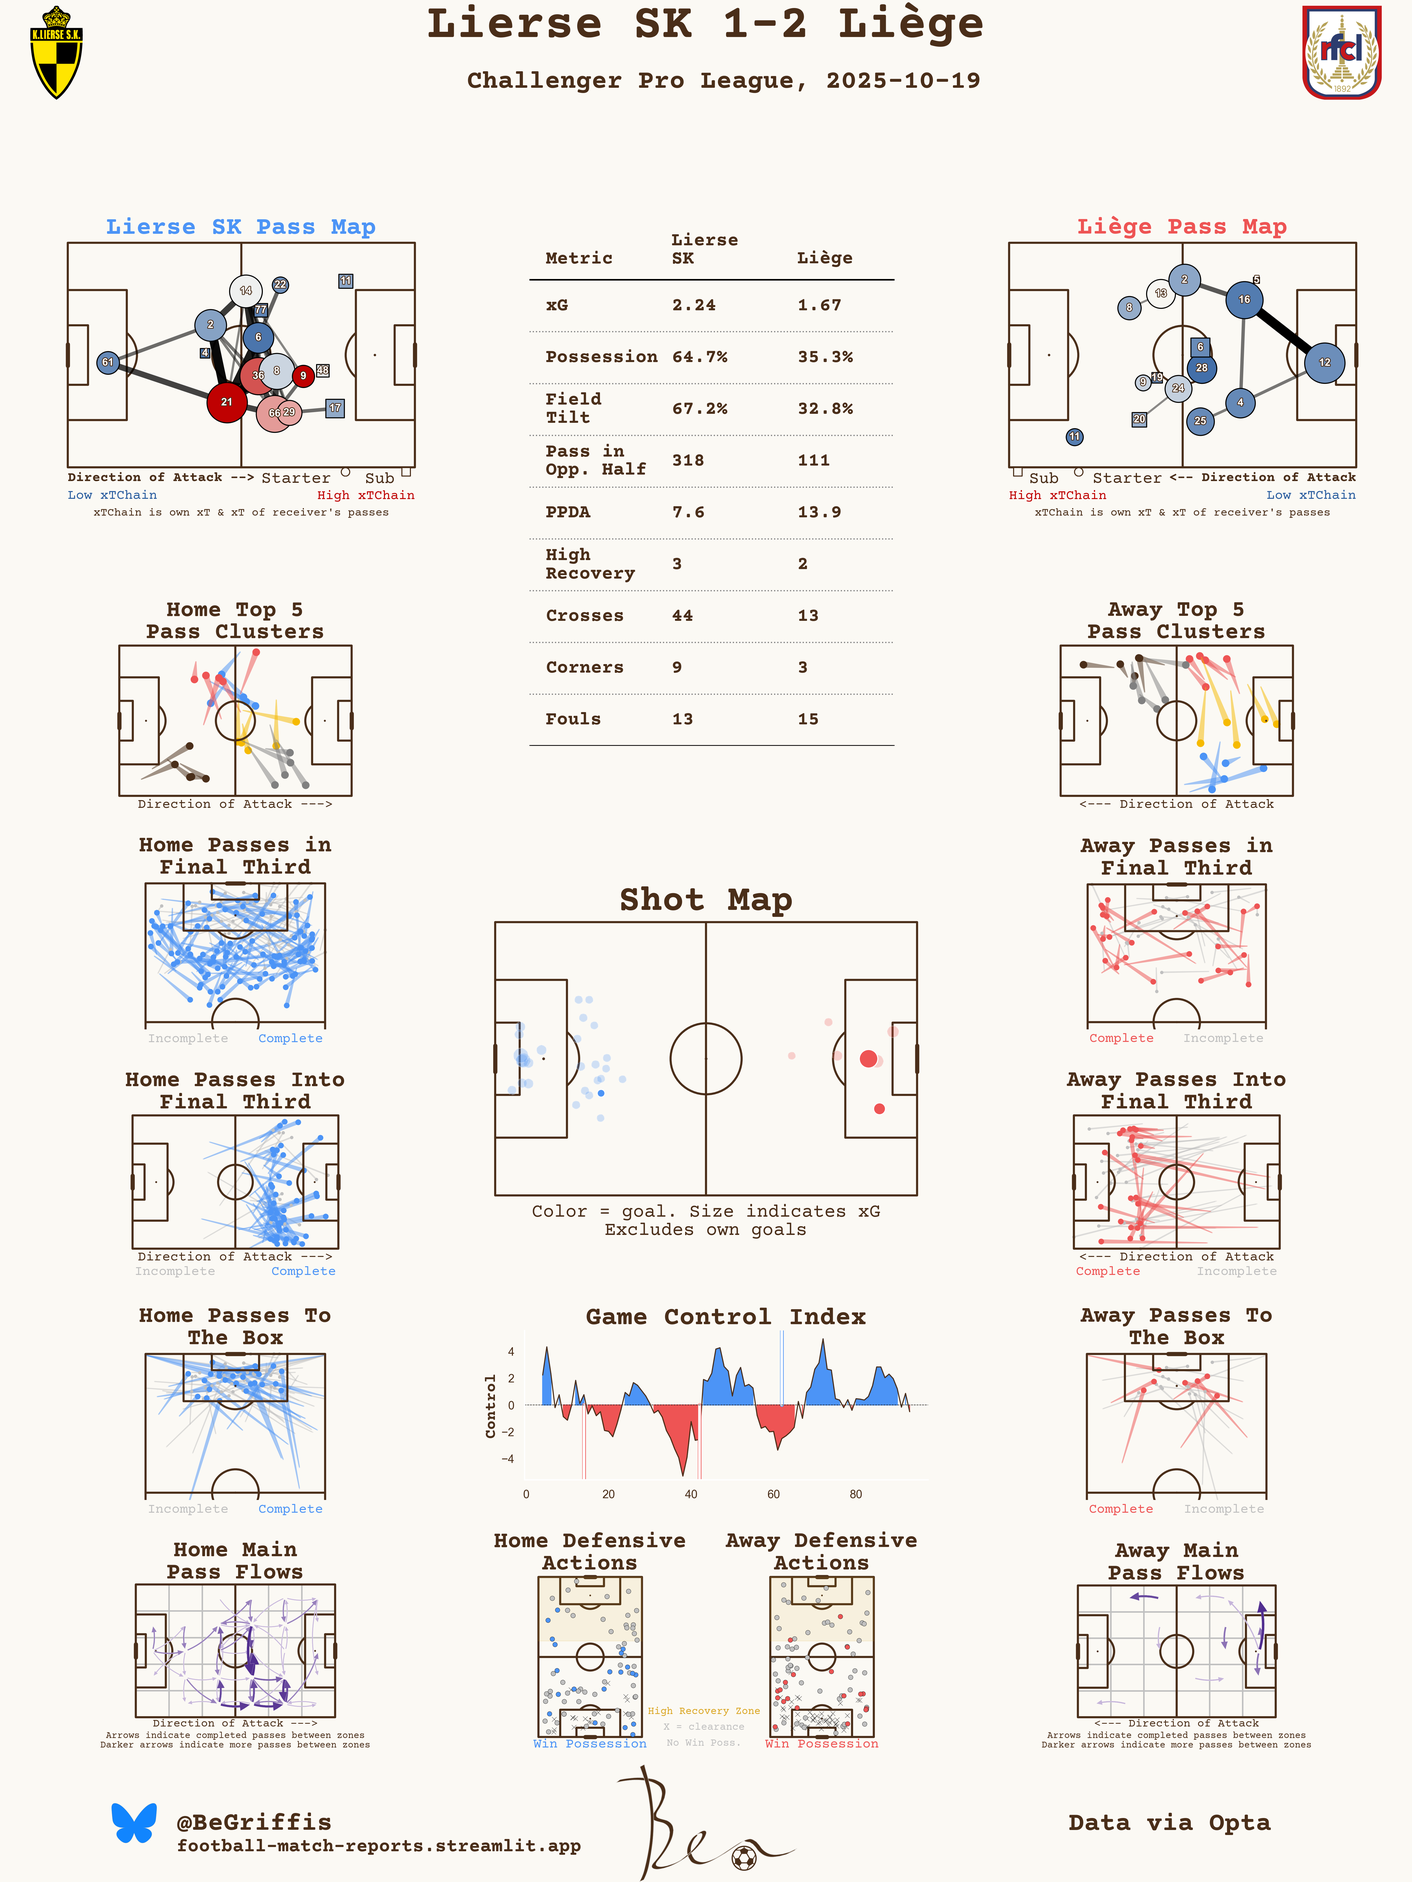 Lierse SK 1-2 Liège
Challenger Pro League, 2025-10-19
K.LIERSE S.K.
rfcl
1892
Lierse SK Pass Map
14
22
11
77
2
6
4
61
36
8
9
48
21
66
29
17
Direction of Attack --> Starter Sub
Low xTChain High xTChain
xTChain is own xT & xT of receiver's passes
Metric Lierse SK Liège
xG 2.24 1.67
Possession 64.7% 35.3%
Field Tilt 67.2% 32.8%
Pass in Opp. Half 318 111
PPDA 7.6 13.9
High Recovery 3 2
Crosses 44 13
Corners 9 3
Fouls 13 15
Liège Pass Map
2
5
13
16
8
6
12
28
9
19
24
4
20
25
11
Sub Starter <-- Direction of Attack
High xTChain Low xTChain
xTChain is own xT & xT of receiver's passes
Home Top 5
Pass Clusters
Direction of Attack --->
Away Top 5
Pass Clusters
<--- Direction of Attack
Home Passes in
Final Third
Incomplete Complete
Away Passes in
Final Third
Complete Incomplete
Shot Map
Color = goal. Size indicates xG
Excludes own goals
Home Passes Into
Final Third
Direction of Attack --->
Incomplete Complete
Away Passes Into
Final Third
<--- Direction of Attack
Complete Incomplete
Home Passes To
The Box
Incomplete Complete
Game Control Index
Control
4
2
0
−2
−4
0 20 40 60 80
Away Passes To
The Box
Complete Incomplete
Home Main
Pass Flows
Direction of Attack --->
Arrows indicate completed passes between zones
Darker arrows indicate more passes between zones
Home Defensive
Actions
Win Possession
High Recovery Zone
X = clearance
No Win Poss.
Away Defensive
Actions
Win Possession
Away Main
Pass Flows
<--- Direction of Attack
Arrows indicate completed passes between zones
Darker arrows indicate more passes between zones
@BeGriffis
football-match-reports.streamlit.app
Ben
Data via Opta